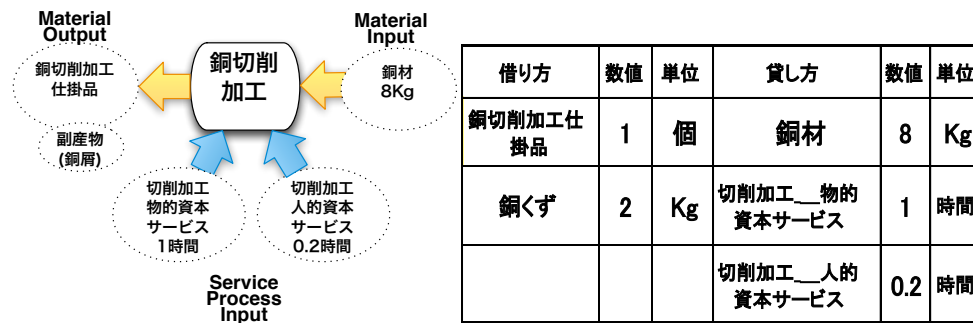 Material
Output
Material
Input
銅切削加工
仕掛品
銅切削
加工
銅材
8Kg
副産物
(銅屑)
切削加工
物的資本
サービス
1時間
切削加工
人的資本
サービス
0.2時間
Service
Process
Input
借り方 数値 単位 貸し方 数値 単位
銅切削加工仕
掛品 1 個 銅材 8 Kg
銅くず 2 Kg 切削加工__物的
資本サービス 1 時間
切削加工__人的
資本サービス 0.2 時間